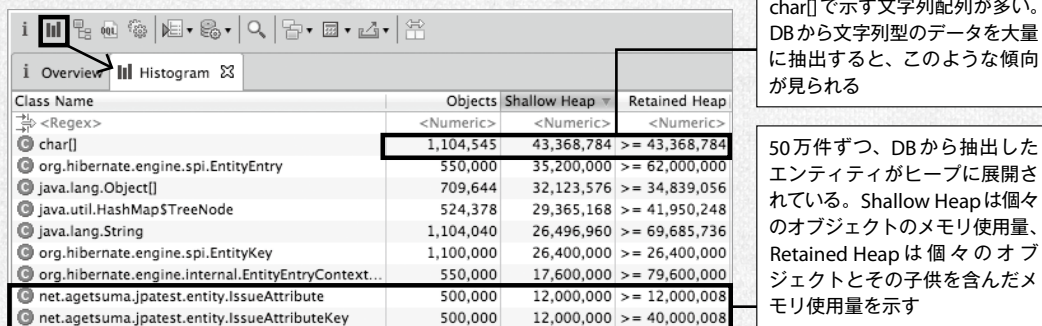 char[]で示す文字列配列が多い。
DBから文字列型のデータを大量
に抽出すると、このような傾向
が見られる
i Overview Histogram
Class Name Objects Shallow Heap Retained Heap
<Regex> <Numeric> <Numeric> <Numeric>
char[] 1,104,545 43,368,784 >= 43,368,784
org.hibernate.engine.spi.EntityEntry 550,000 35,200,000 >= 62,000,000
java.lang.Object[] 709,644 32,123,576 >= 34,839,056
java.util.HashMap$TreeNode 524,378 29,365,168 >= 41,950,248
java.lang.String 1,104,040 26,496,960 >= 69,685,736
org.hibernate.engine.spi.EntityKey 1,100,000 26,400,000 >= 26,400,000
org.hibernate.engine.internal.EntityEntryContext... 550,000 17,600,000 >= 79,600,000
net.agetsuma.jpatest.entity.IssueAttribute 500,000 12,000,000 >= 12,000,008
net.agetsuma.jpatest.entity.IssueAttributeKey 500,000 12,000,000 >= 40,000,008
50万件ずつ、DBから抽出した
エンティティがヒープに展開さ
れている。Shallow Heapは個々
のオブジェクトのメモリ使用量、
Retained Heapは個々のオブ
ジェクトとその子供を含んだメ
モリ使用量を示す